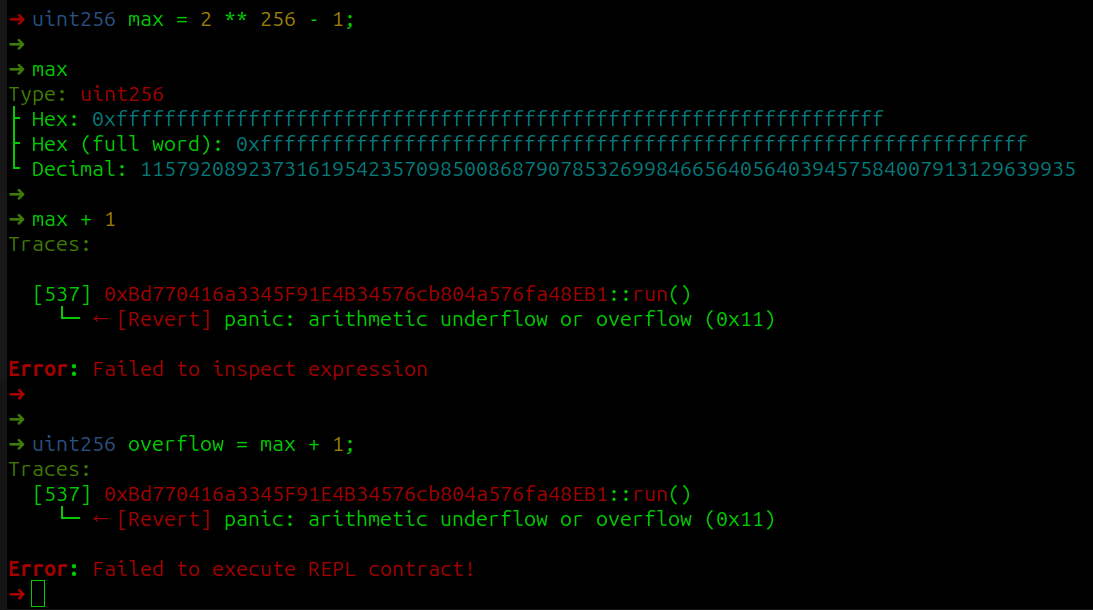 ➜ uint256 max = 2 ** 256 - 1;
➜
➜ max
Type: uint256
├ Hex: 0xffffffffffffffffffffffffffffffffffffffffffffffffffffffffffffffff
├ Hex (full word): 0xffffffffffffffffffffffffffffffffffffffffffffffffffffffffffffffff
└ Decimal: 115792089237316195423570985008687907853269984665640564039457584007913129639935
➜
➜ max + 1
Traces:
[537] 0xBd770416a3345F91E4B34576cb804a576fa48EB1::run()
└─ ← [Revert] panic: arithmetic underflow or overflow (0x11)
Error: Failed to inspect expression
➜
➜
➜ uint256 overflow = max + 1;
Traces:
[537] 0xBd770416a3345F91E4B34576cb804a576fa48EB1::run()
└─ ← [Revert] panic: arithmetic underflow or overflow (0x11)
Error: Failed to execute REPL contract!
➜